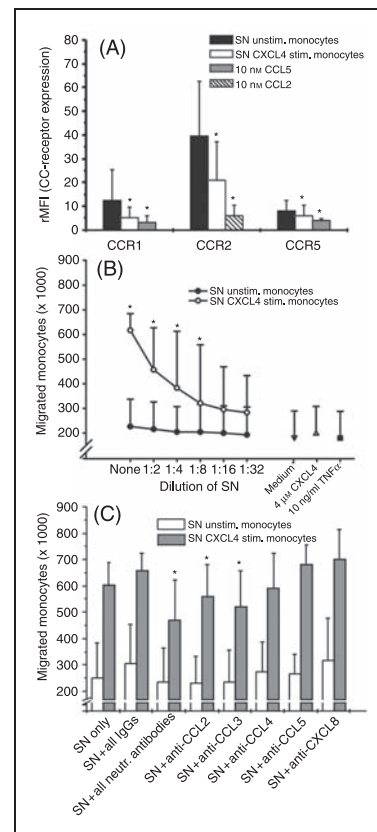 (A)
SN unstim. monocytes
SN CXCL4 stim. monocytes
10 nM CCL5
10 nM CCL2
rMFI (CC-receptor expression)
80
70
60
50
40
30
20
10
0
* * * * * *
CCR1 CCR2 CCR5
(B)
SN unstim. monocytes
SN CXCL4 stim. monocytes
Migrated monocytes (x 1000)
900
800
700
600
500
400
300
200
* * * *
None 1:2 1:4 1:8 1:16 1:32
Dilution of SN
Medium
4 μM CXCL4
10 ng/ml TNFα
(C)
SN unstim. monocytes
SN CXCL4 stim. monocytes
Migrated monocytes (x 1000)
900
800
700
600
500
400
300
200
* * *
SN only
SN+all IgGs
SN+all neutr. antibodies
SN+anti-CCL2
SN+anti-CCL3
SN+anti-CCL4
SN+anti-CCL5
SN+anti-CXCL8